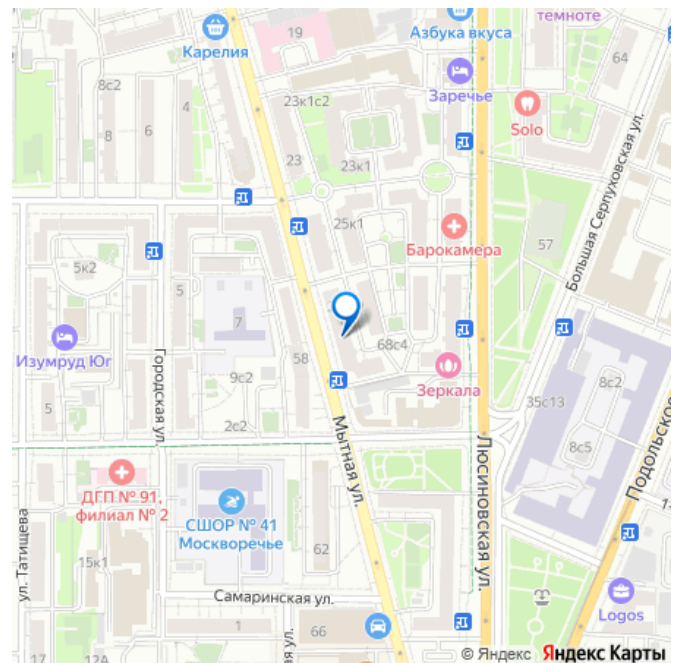 темноте
19
Азбука вкуса
Карелия
64
8с2
Заречье
23к1с2
4
8
6
Solo
23
23к1
Большая Серпуховская ул.
25к1
57
Барокамера
5к2
5
7
Изумруд Юг
58
68с4
Городская ул.
9с2
Зеркала
8с2
5
35с13
2с2
8с5
Мытная ул.
Люсиновская ул.
Подольское
ДГП № 91,
филиал № 2
СШОР № 41
Москворечье
1-
ул. Татищева
62
15к1
Самаринская ул.
Logos
1
66
я ул.
17
12А
© Яндекс Яндекс Карты